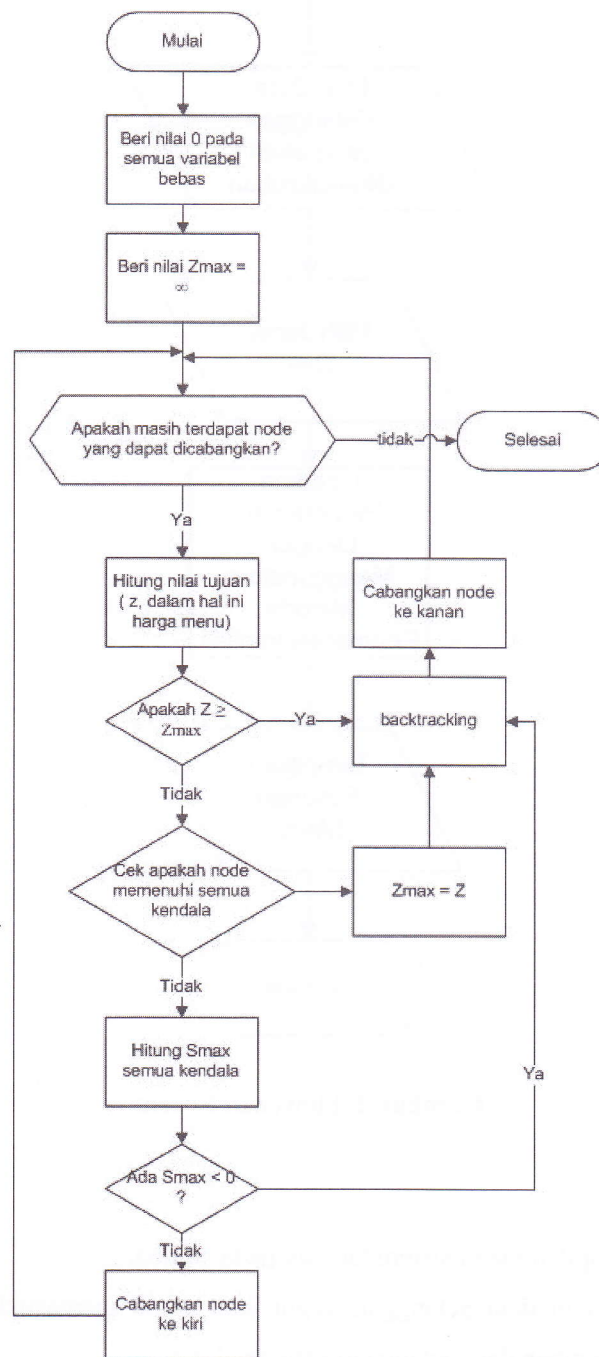 Mulai
Beri nilai 0 pada
semua variabel
bebas
Beri nilai Zmax =
∞
Apakah masih terdapat node
yang dapat dicabangkan?
tidak
Selesai
Ya
Hitung nilai tujuan
( z, dalam hal ini
harga menu)
Cabangkan node
ke kanan
Apakah Z ≥
Zmax
Ya
backtracking
Tidak
Cek apakah node
memenuhi semua
kendala
Zmax = Z
Tidak
Hitung Smax
semua kendala
Ya
Ada Smax < 0
?
Tidak
Cabangkan node
ke kiri